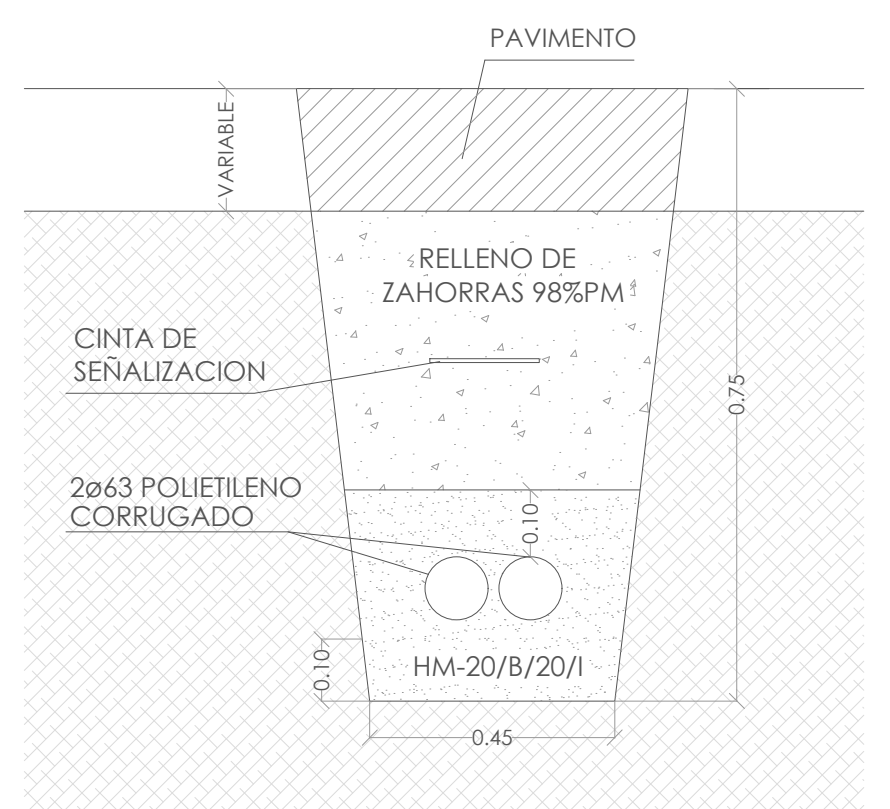 PAVIMENTO
VARIABLE
RELLENO DE
ZAHORRAS 98%PM
CINTA DE
SEÑALIZACION
0.75
2ø63 POLIETILENO
CORRUGADO
0.10
0.10
HM-20/B/20/I
0.45